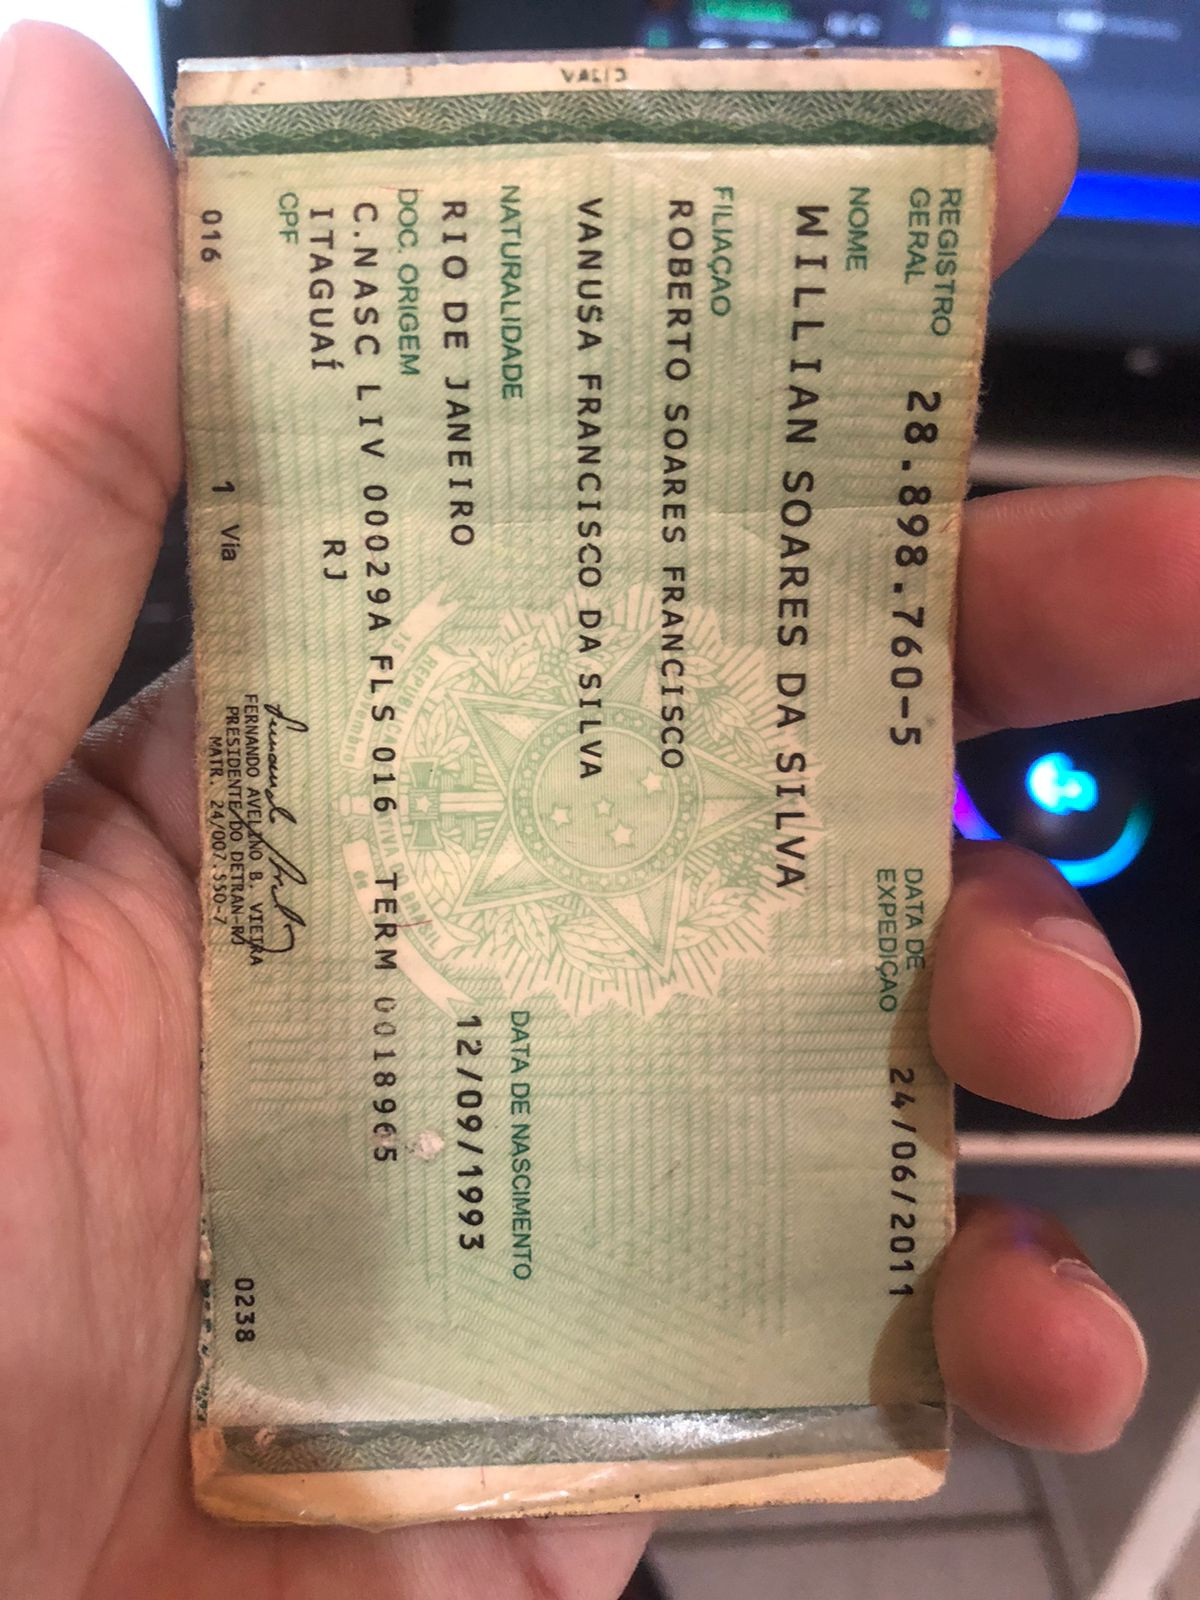 VALID
REGISTRO
GERAL
28.898.760-5
DATA DE
EXPEDIÇAO
24/06/2011
NOME
WILLIAN SOARES DA SILVA
FILIAÇAO
ROBERTO SOARES FRANCISCO
VANUSA FRANCISCO DA SILVA
NATURALIDADE
RIO DE JANEIRO
DATA DE NASCIMENTO
12/09/1993
DOC. ORIGEM
C.NASC LIV 00029A FLS 016 TERM 0018965
ITAGUAÍ RJ
CPF
FERNANDO AVELINO B. VIEIRA
PRESIDENTE DO DETRAN-RJ
MATR. 24/007.550-7
016 1 Via 0238